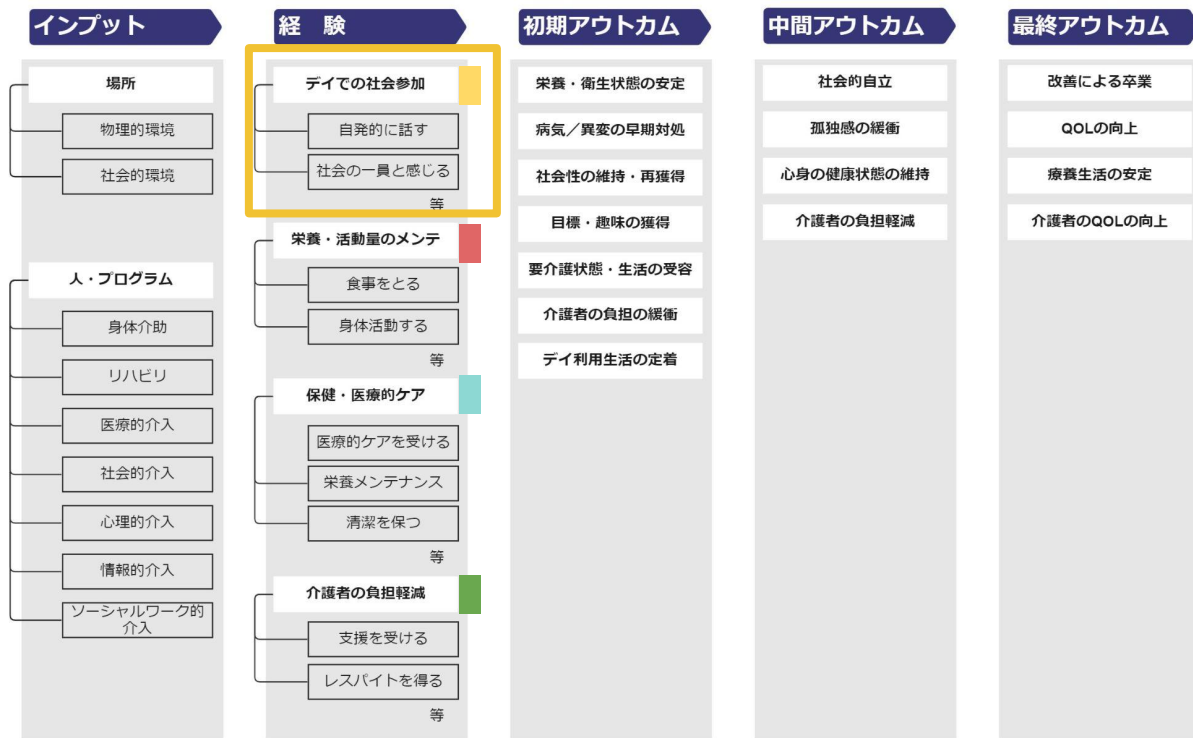 インプット
場所
物理的環境
社会的環境
人・プログラム
身体介助
リハビリ
医療的介入
社会的介入
心理的介入
情報的介入
ソーシャルワーク的
介入
経　験
デイでの社会参加
自発的に話す
社会の一員と感じる
等
栄養・活動量のメンテ
食事をとる
身体活動する
等
保健・医療的ケア
医療的ケアを受ける
栄養メンテナンス
清潔を保つ
等
介護者の負担軽減
支援を受ける
レスパイトを得る
等
初期アウトカム
栄養・衛生状態の安定
病気／異変の早期対処
社会性の維持・再獲得
目標・趣味の獲得
要介護状態・生活の受容
介護者の負担の緩衝
デイ利用生活の定着
中間アウトカム
社会的自立
孤独感の緩衝
心身の健康状態の維持
介護者の負担軽減
最終アウトカム
改善による卒業
QOLの向上
療養生活の安定
介護者のQOLの向上